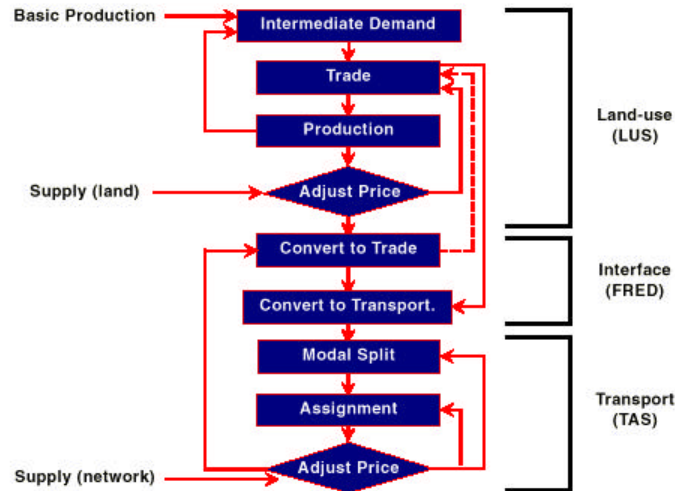 Basic Production
Intermediate Demand
Trade
Production
Land-use
(LUS)
Supply (land)
Adjust Price
Convert to Trade
Interface
(FRED)
Convert to Transport.
Modal Split
Assignment
Transport
(TAS)
Supply (network)
Adjust Price